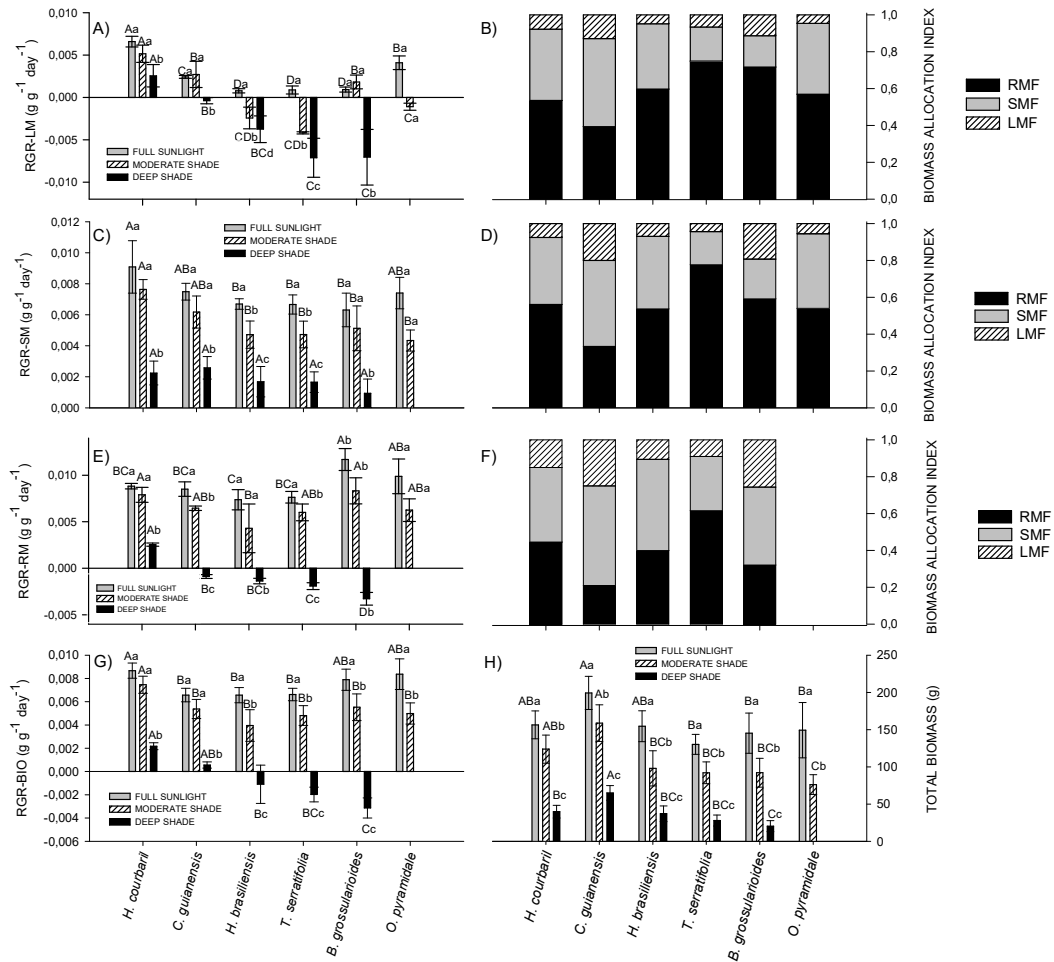 A)
RGR-LM (g g⁻¹ day⁻¹)
0,010
0,005
0,000
-0,005
-0,010
Aa Aa Ab
Ca Ba Bb
Da CDb BCd
Da CDb Cc
Da Ba Cb
Ba Ca
FULL SUNLIGHT
MODERATE SHADE
DEEP SHADE
B)
BIOMASS ALLOCATION INDEX
1,0
0,8
0,6
0,4
0,2
0,0
RMF
SMF
LMF
C)
RGR-SM (g g⁻¹ day⁻¹)
0,012
0,010
0,008
0,006
0,004
0,002
0,000
FULL SUNLIGHT
MODERATE SHADE
DEEP SHADE
Aa Aa Ab
ABa Aa Ab
Ba Bb Ac
Ba Bb Ac
Ba Ba Ab
ABa Ba
D)
BIOMASS ALLOCATION INDEX
1,0
0,8
0,6
0,4
0,2
0,0
RMF
SMF
LMF
E)
RGR-RM (g g⁻¹ day⁻¹)
0,010
0,005
0,000
-0,005
BCa Aa Ab
BCa ABb Bc
Ca Ba BCb
BCa ABb Cc
Ab Ab Db
ABa ABa
FULL SUNLIGHT
MODERATE SHADE
DEEP SHADE
F)
BIOMASS ALLOCATION INDEX
1,0
0,8
0,6
0,4
0,2
0,0
RMF
SMF
LMF
G)
RGR-BIO (g g⁻¹ day⁻¹)
0,010
0,008
0,006
0,004
0,002
0,000
-0,002
-0,004
-0,006
Aa Aa Ab
Ba Ba ABb
Ba Bb Bc
Ba Bb BCc
ABa Bb Cc
ABa Bb
FULL SUNLIGHT
MODERATE SHADE
DEEP SHADE
H. courbaril
C. guianensis
H. brasiliensis
T. serratifolia
B. grossularioides
O. pyramidale
H)
FULL SUNLIGHT
MODERATE SHADE
DEEP SHADE
TOTAL BIOMASS (g)
250
200
150
100
50
0
ABa ABb Bc
Aa Ab Ac
ABa BCb BCc
Ba BCb BCc
Ba BCb Cc
Ba Cb
H. courbaril
C. guianensis
H. brasiliensis
T. serratifolia
B. grossularioides
O. pyramidale